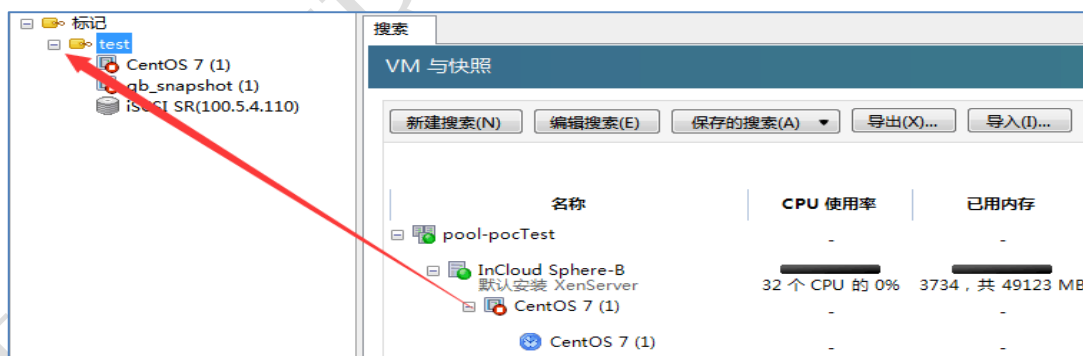 标记
test
CentOS 7 (1)
qb_snapshot (1)
iSCSI SR(100.5.4.110)
搜索
VM 与快照
新建搜索(N) 编辑搜索(E) 保存的搜索(A) 导出(X)... 导入(I)...
名称 CPU 使用率 已用内存
pool-pocTest - -
InCloud Sphere-B
默认安装 XenServer 32 个 CPU 的 0% 3734，共 49123 MB
CentOS 7 (1) - -
CentOS 7 (1) - -